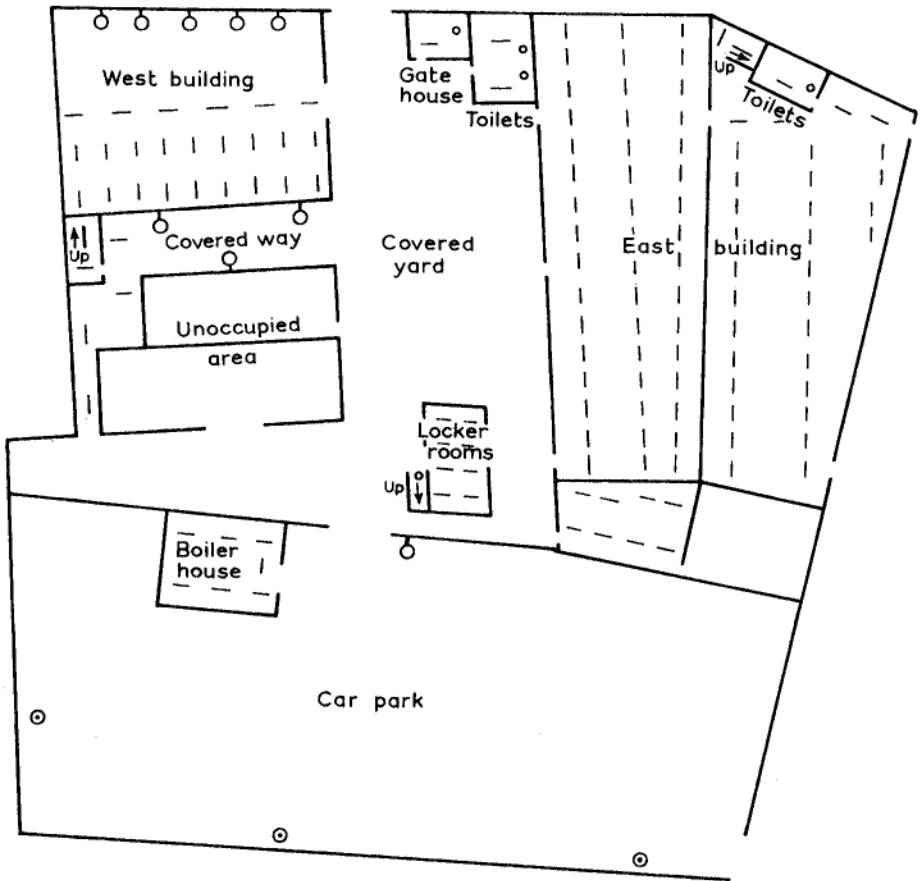 West building
Gate
house
Toilets
Up
Toilets
Up
Covered way
Covered
yard
East building
Unoccupied
area
Locker
rooms
Up
Boiler
house
Car park